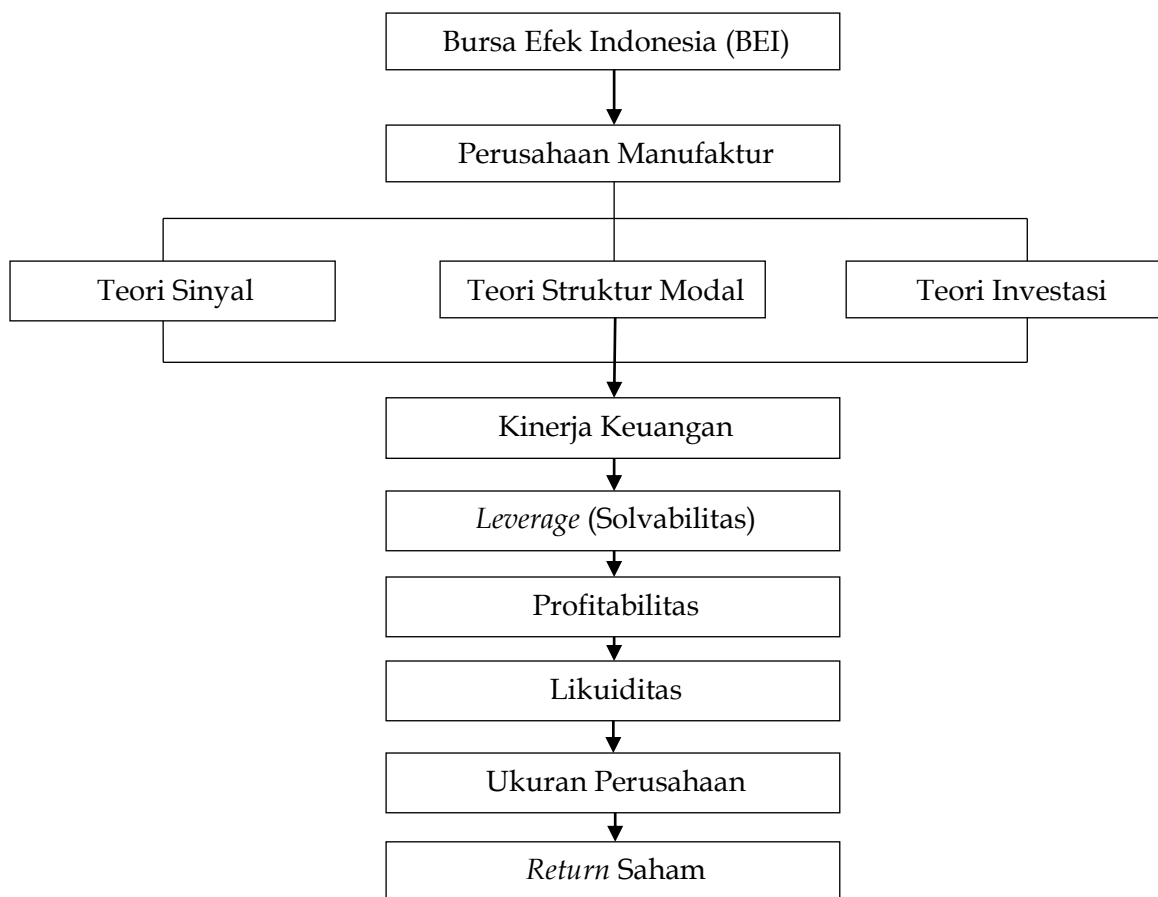 Bursa Efek Indonesia (BEI)
Perusahaan Manufaktur
Teori Sinyal
Teori Struktur Modal
Teori Investasi
Kinerja Keuangan
Leverage (Solvabilitas)
Profitabilitas
Likuiditas
Ukuran Perusahaan
Return Saham